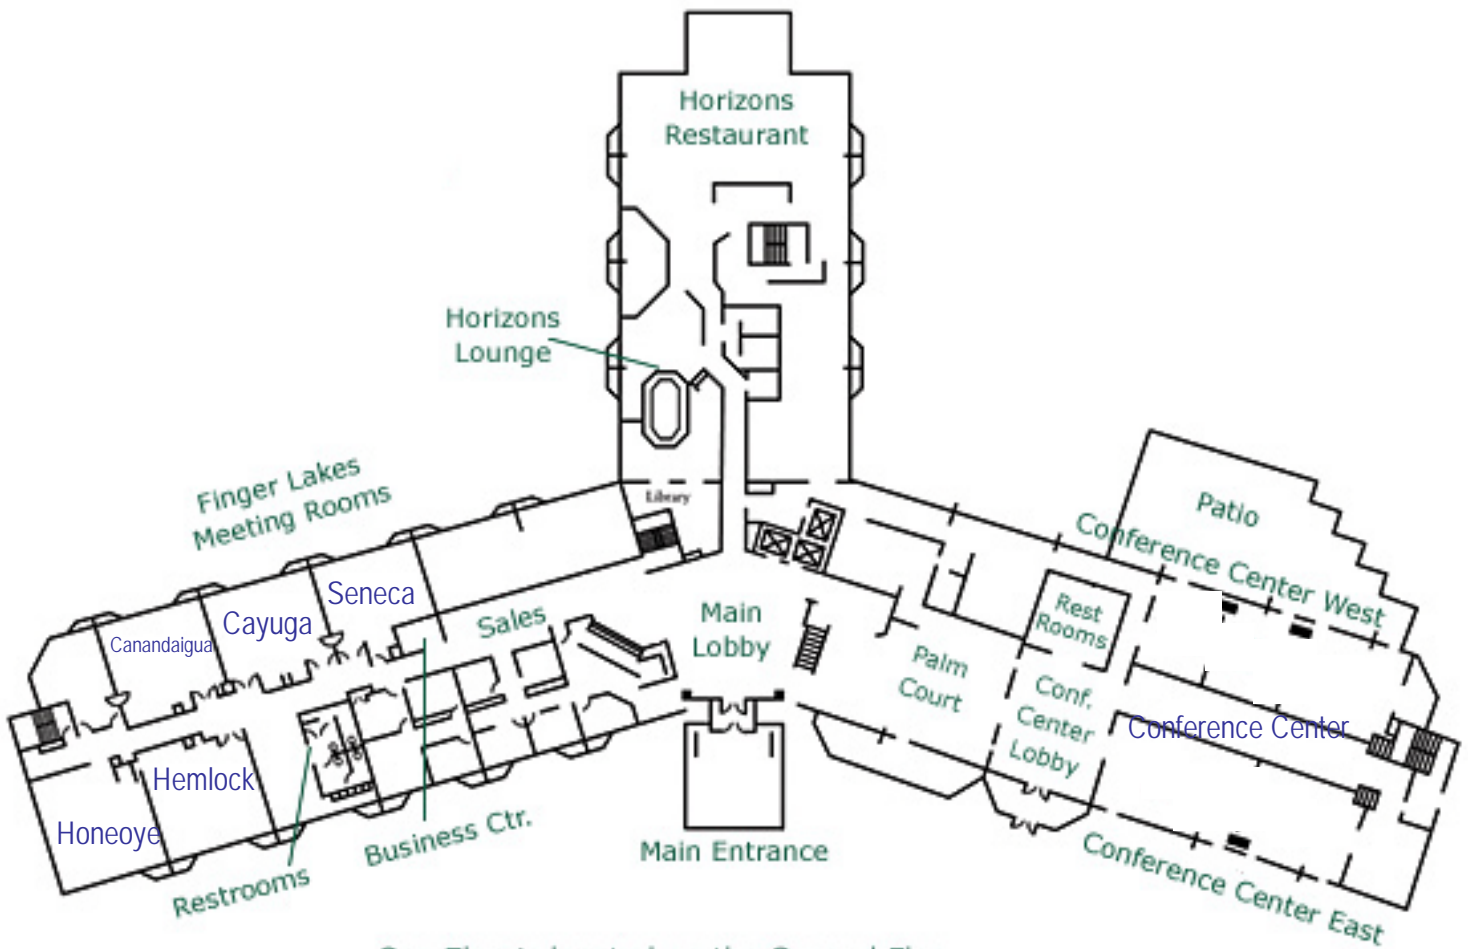 Horizons
Restaurant
Horizons
Lounge
Finger Lakes
Meeting Rooms
Library
Patio
Conference Center West
Seneca
Cayuga
Canandaigua
Sales
Main
Lobby
Rest
Rooms
Palm
Court
Conf.
Center
Lobby
Conference Center
Hemlock
Honeoye
Business Ctr.
Restrooms
Main Entrance
Conference Center East